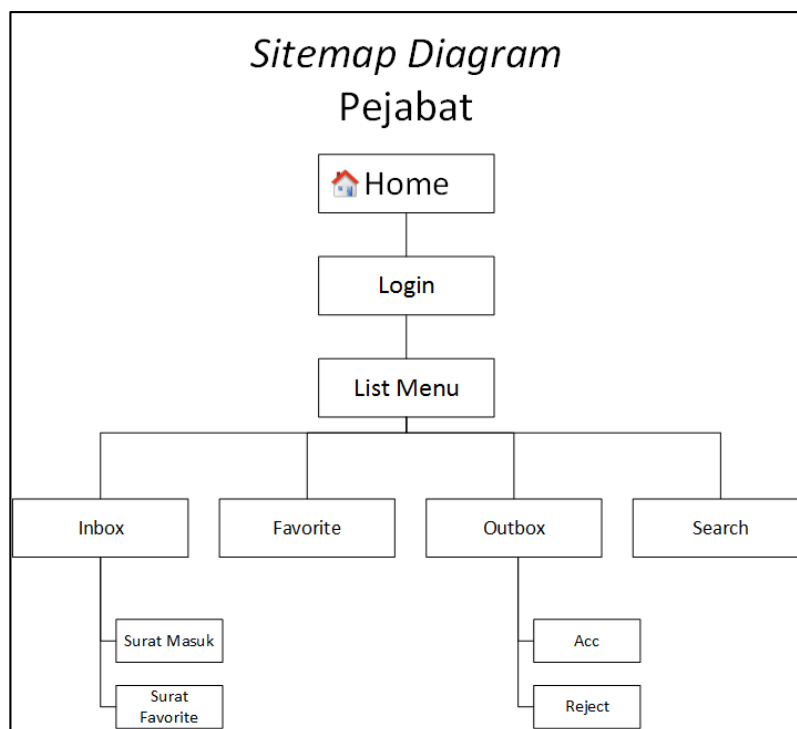 Sitemap Diagram
Pejabat
Home
Login
List Menu
Inbox
Favorite
Outbox
Search
Surat Masuk
Surat
Favorite
Acc
Reject